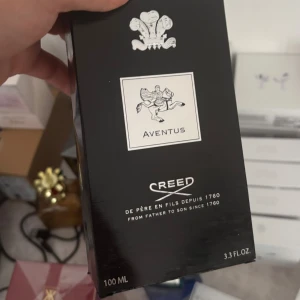 AVENTUS
CREED
DE PÈRE EN FILS DEPUIS 1760
FROM FATHER TO SON SINCE 1760
100 ML
3.3 FL.OZ